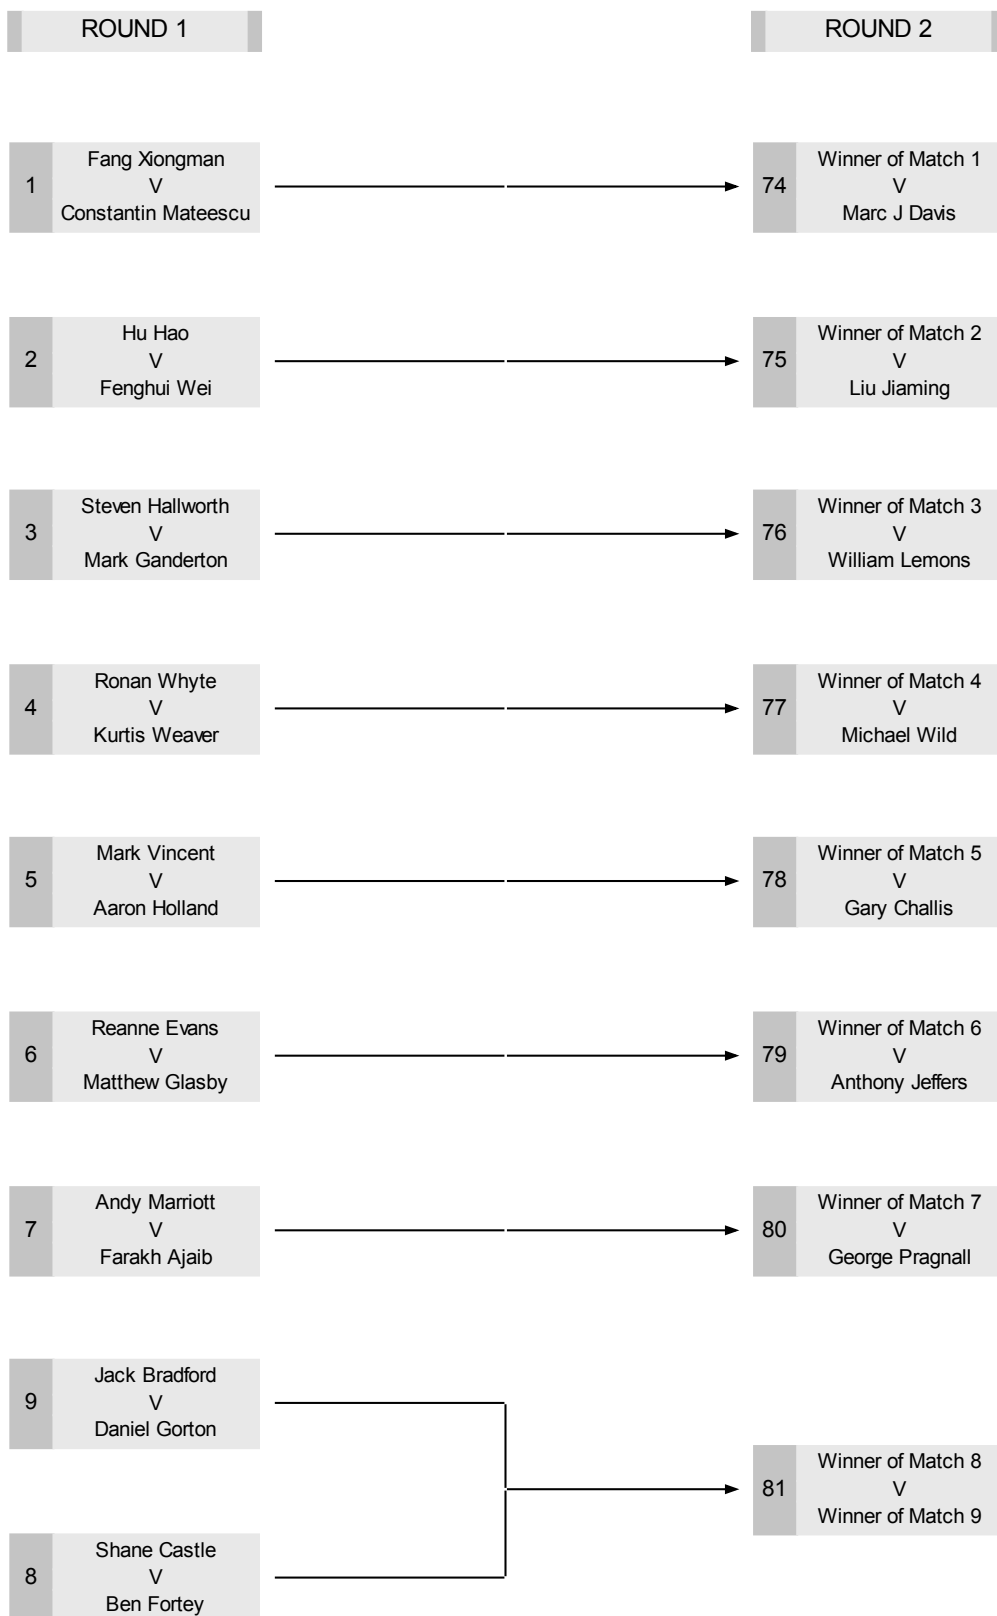 ROUND 1
ROUND 2
1
Fang Xiongman
V
Constantin Mateescu
74
Winner of Match 1
V
Marc J Davis
2
Hu Hao
V
Fenghui Wei
75
Winner of Match 2
V
Liu Jiaming
3
Steven Hallworth
V
Mark Ganderton
76
Winner of Match 3
V
William Lemons
4
Ronan Whyte
V
Kurtis Weaver
77
Winner of Match 4
V
Michael Wild
5
Mark Vincent
V
Aaron Holland
78
Winner of Match 5
V
Gary Challis
6
Reanne Evans
V
Matthew Glasby
79
Winner of Match 6
V
Anthony Jeffers
7
Andy Marriott
V
Farakh Ajaib
80
Winner of Match 7
V
George Pragnall
9
Jack Bradford
V
Daniel Gorton
81
Winner of Match 8
V
Winner of Match 9
8
Shane Castle
V
Ben Fortey